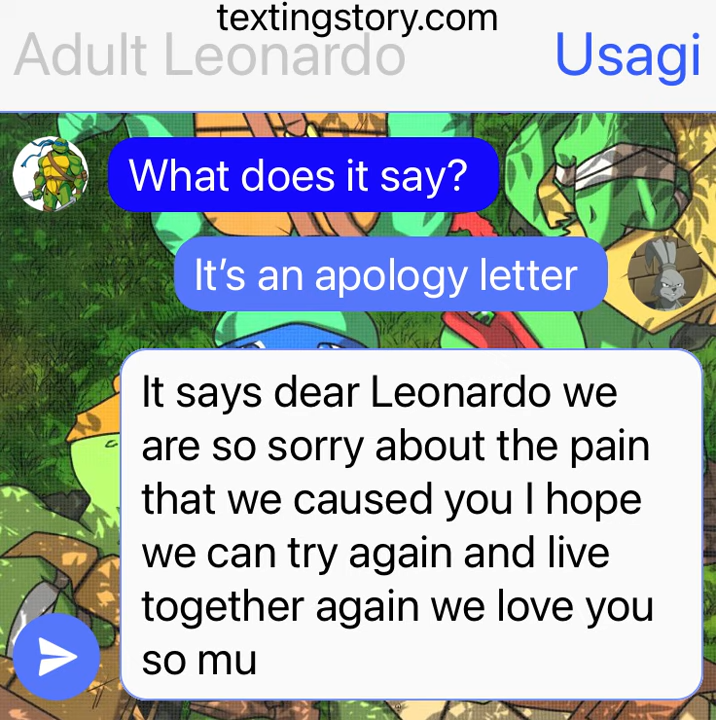 textingstory.com
Adult Leonardo
Usagi
What does it say?
It's an apology letter
It says dear Leonardo we
are so sorry about the pain
that we caused you I hope
we can try again and live
together again we love you
so mu